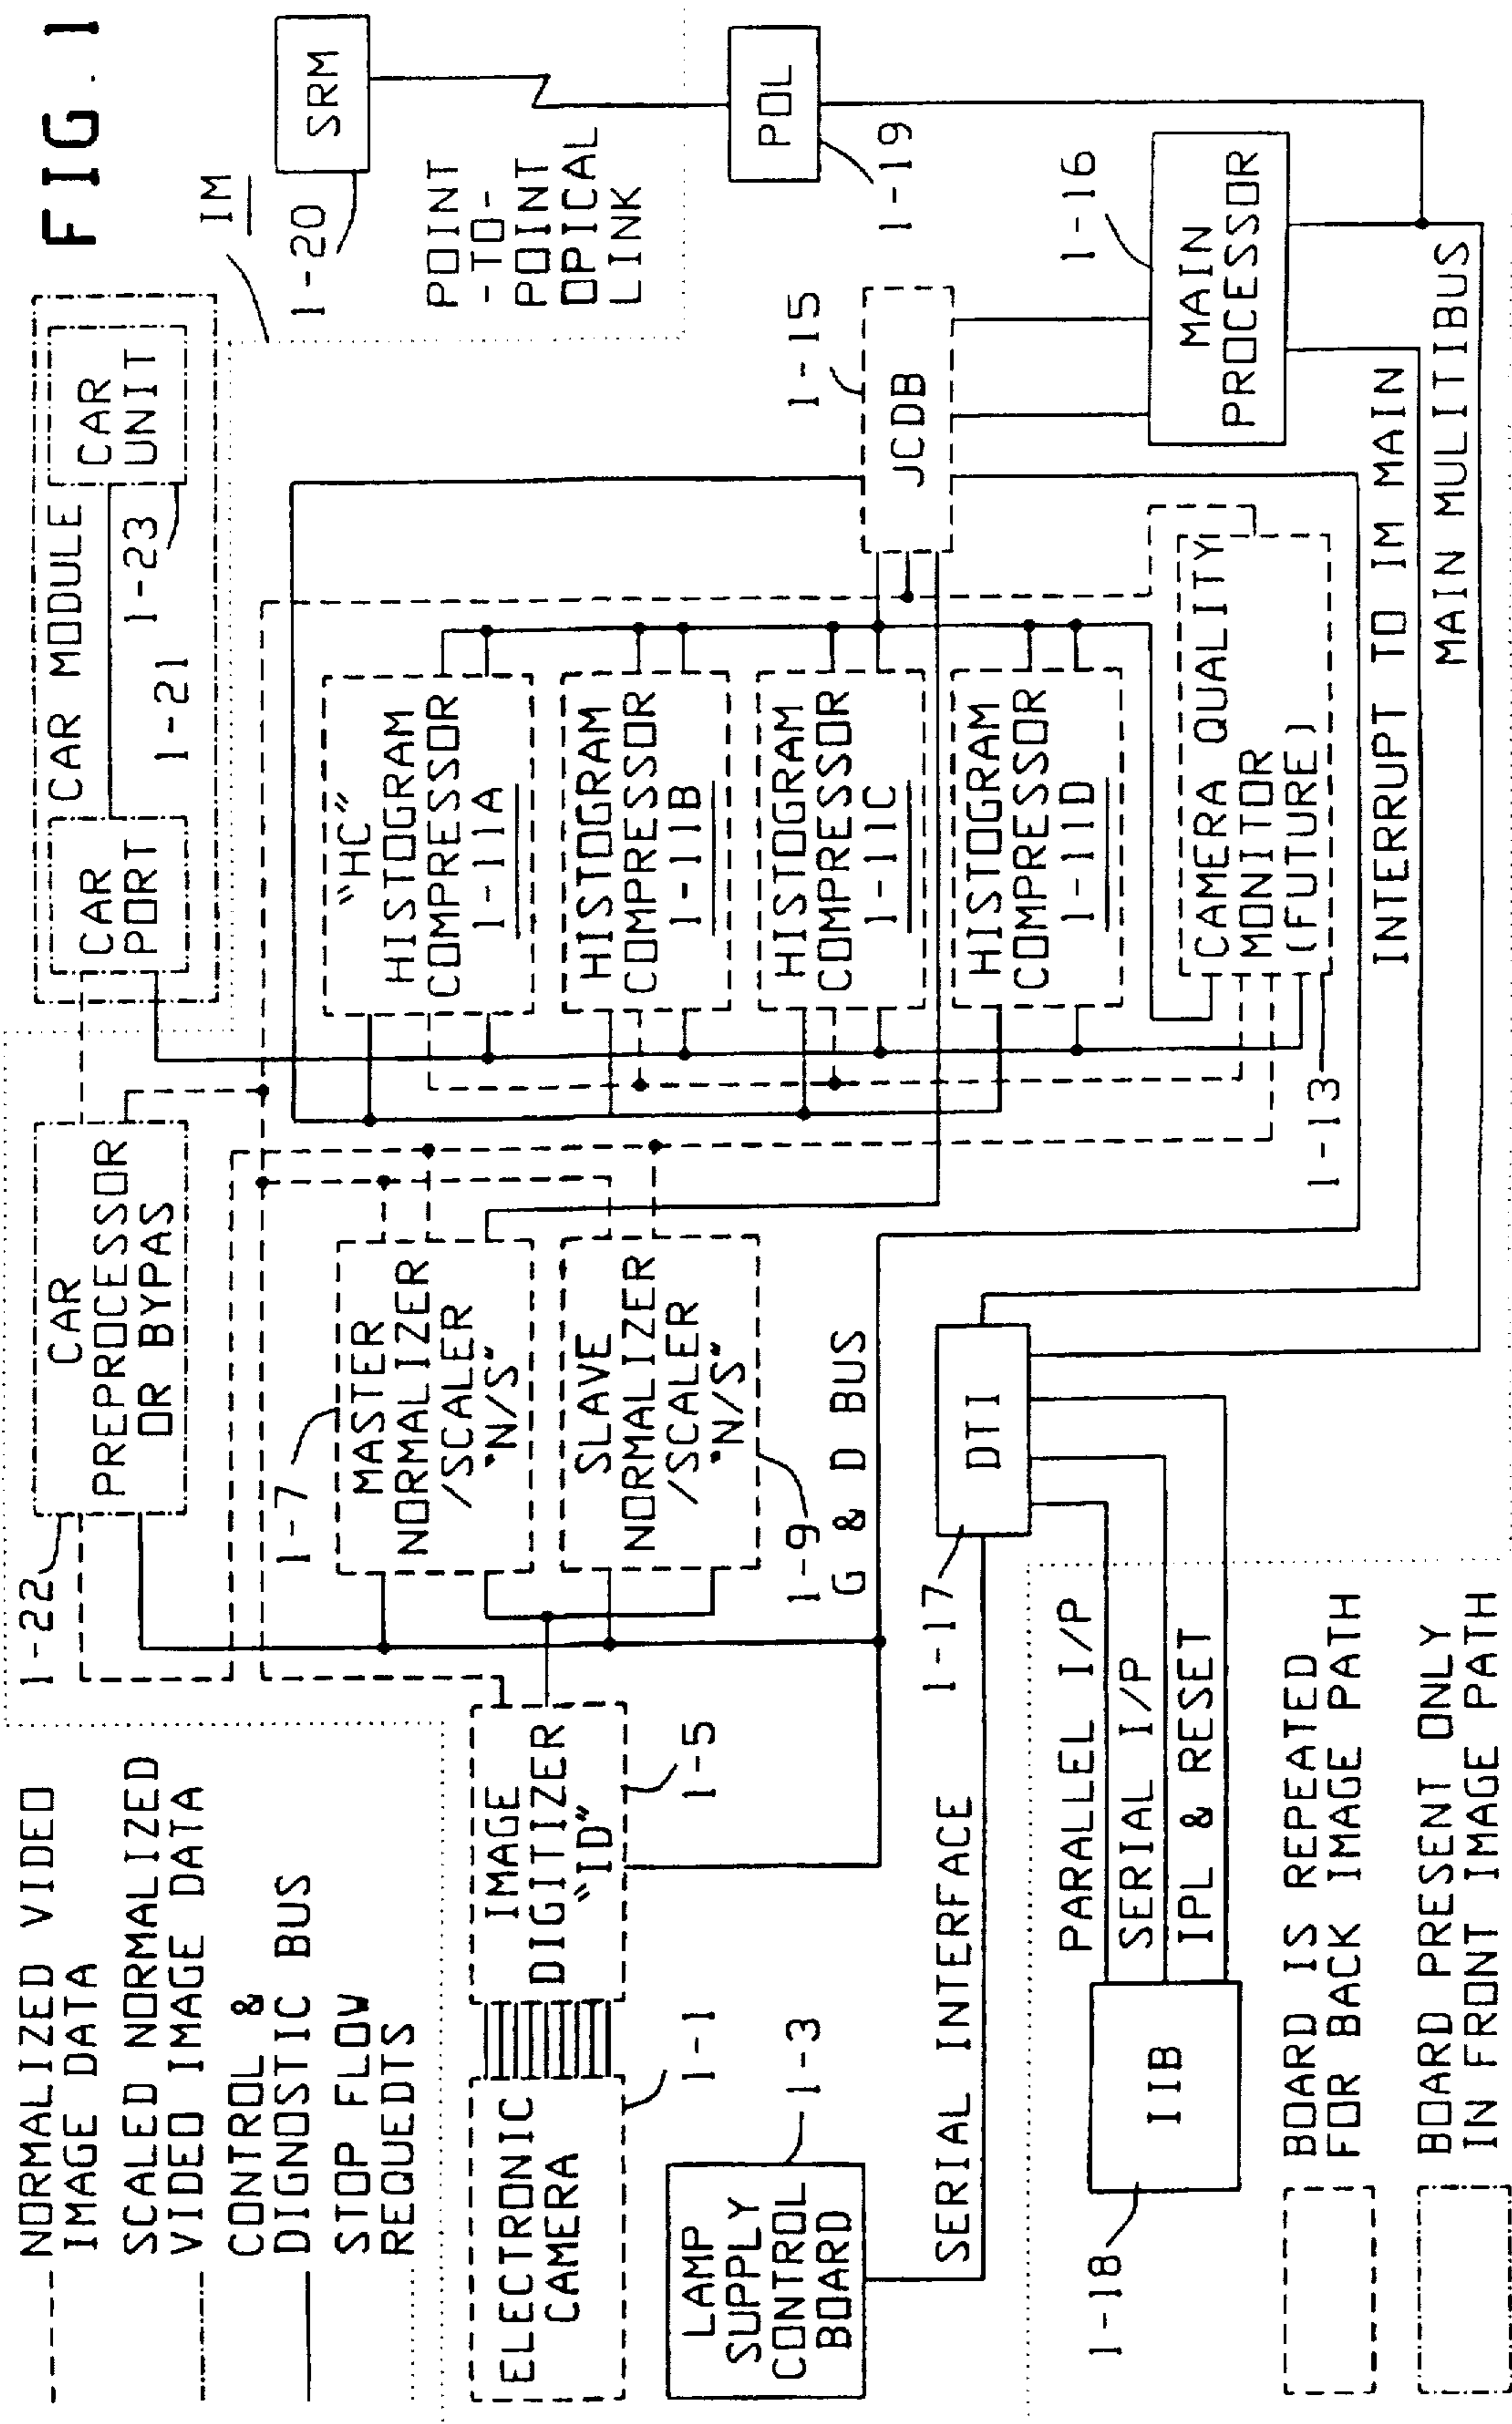 FIG. 1
NORMALIZED VIDEO
IMAGE DATA
SCALED NORMALIZED
VIDEO IMAGE DATA
CONTROL &
DIGNOSTIC BUS
STOP FLOW
REQUEDTS
1-22
CAR
PREPROCESSOR
OR BYPAS
CAR MODULE
CAR
PORT
CAR
UNIT
1-21
1-23
IM
SRM
1-20
POINT
-TO-
POINT
OPICAL
LINK
POL
1-19
ELECTRONIC
CAMERA
1-1
IMAGE
DIGITIZER
"ID"
1-5
1-7
MASTER
NORMALIZER
/SCALER
"N/S"
SLAVE
NORMALIZER
/SCALER
"N/S"
1-9
G & D BUS
"HC"
HISTOGRAM
COMPRESSOR
1-11A
HISTOGRAM
COMPRESSOR
1-11B
HISTOGRAM
COMPRESSOR
1-11C
HISTOGRAM
COMPRESSOR
1-11D
CAMERA QUALITY
MONITOR
(FUTURE)
1-13
JCDB
1-15
MAIN
PROCESSOR
1-16
INTERRUPT TO IM MAIN
MAIN MULITIBUS
LAMP
SUPPLY
CONTROL
BOARD
1-3
SERIAL INTERFACE
DTI
1-17
PARALLEL I/P
SERIAL I/P
IPL & RESET
IIB
1-18
BOARD IS REPEATED
FOR BACK IMAGE PATH
BOARD PRESENT ONLY
IN FRONT IMAGE PATH